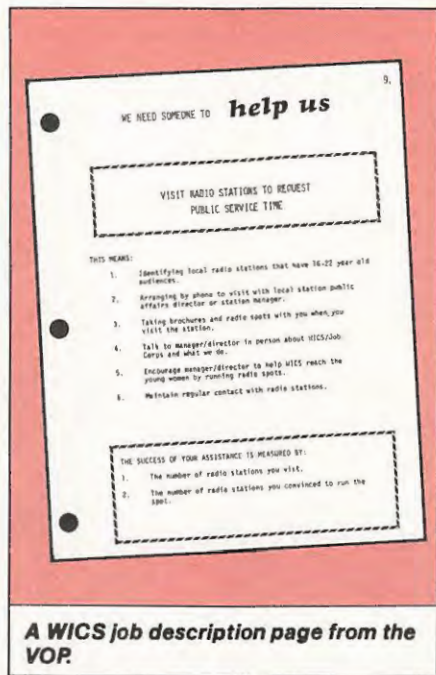 9.
WE NEED SOMEONE TO help us
VISIT RADIO STATIONS TO REQUEST
PUBLIC SERVICE TIME
THIS MEANS:
1. Identifying local radio stations that have 16-22 year old
audiences.
2. Arranging by phone to visit with local station public
affairs director or station manager.
3. Taking brochures and radio spots with you when you
visit the station.
4. Talk to manager/director in person about WICS/Job
Corps and what we do.
5. Encourage manager/director to help WICS reach the
young women by running radio spots.
6. Maintain regular contact with radio stations.
THE SUCCESS OF YOUR ASSISTANCE IS MEASURED BY:
1. The number of radio stations you vist.
2. The number of radio stations you convinced to run the
spot.
A WICS job description page from the
VOP.